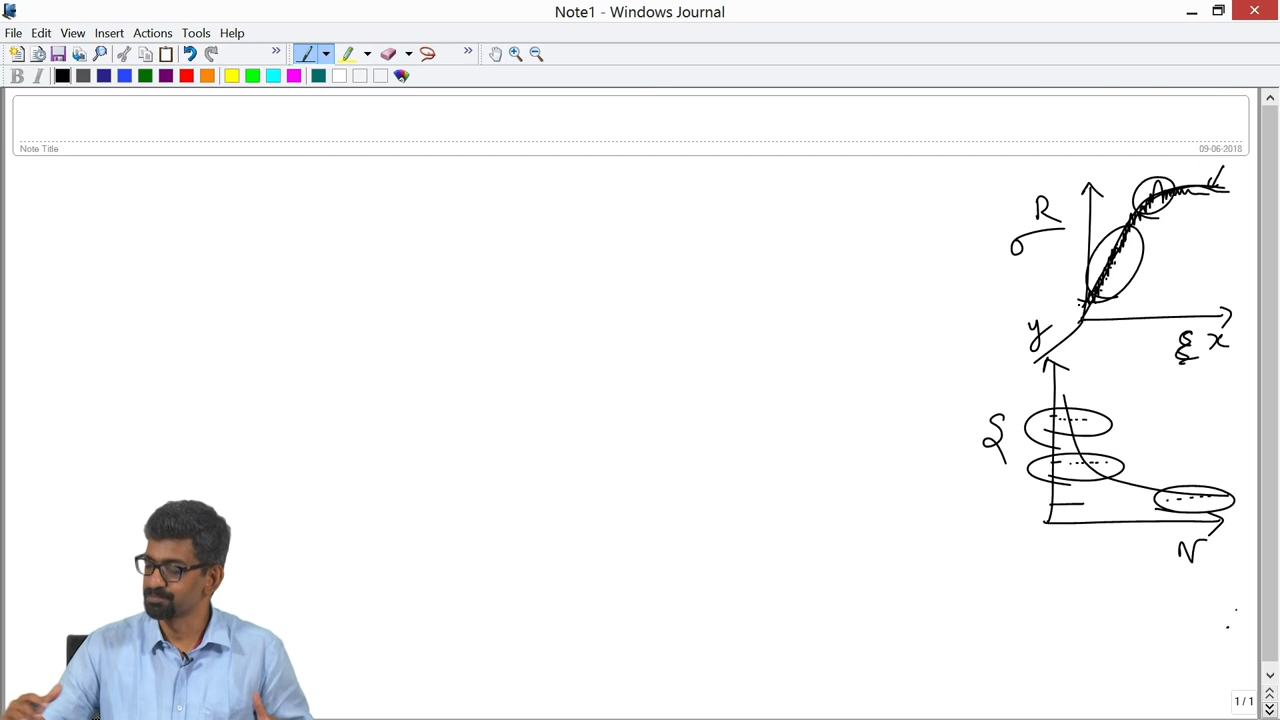 Note1 - Windows Journal
File Edit View Insert Actions Tools Help
B I
Note Title
09-06-2018
R
σ
y
ξ x
S
N
1 / 1